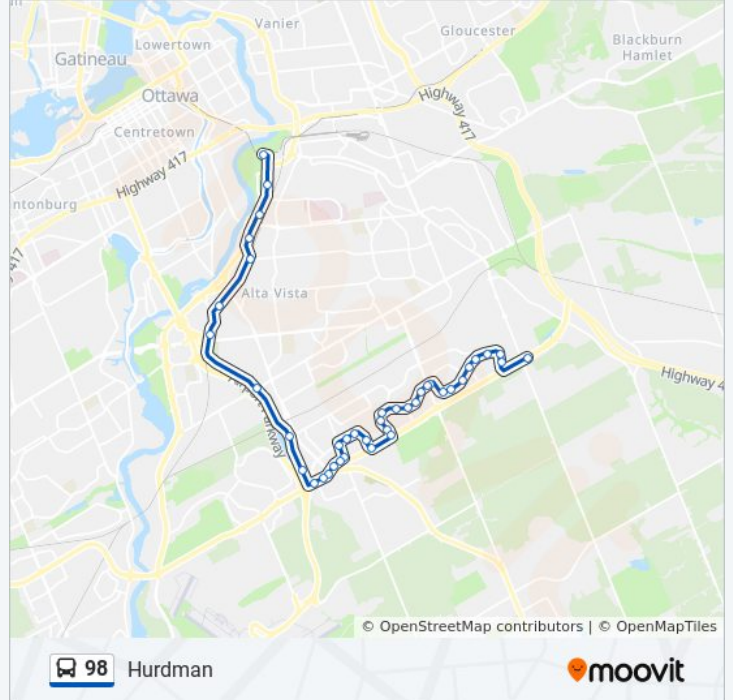 Vanier
Gloucester
Lowertown
Blackburn
Hamlet
Gatineau
Ottawa
Highway 417
Centretown
Highway 417
ntonburg
417
Alta Vista
Highway 4
© OpenStreetMap contributors | © OpenMapTiles
98 Hurdman
moovit